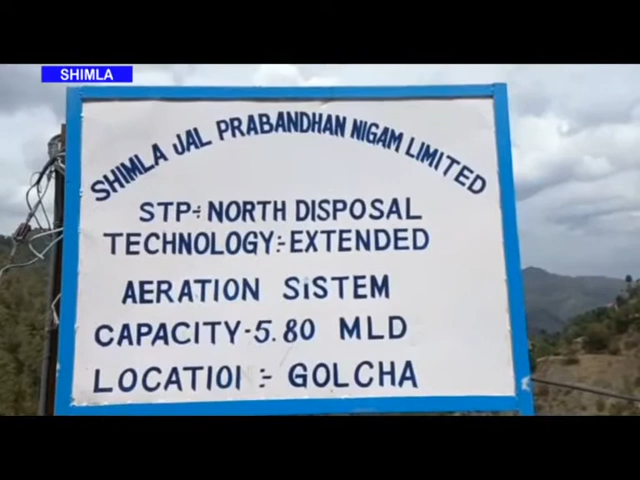 SHIMLA
SHIMLA JAL PRABANDHAN NIGAM LIMITED
STP:- NORTH DISPOSAL
TECHNOLOGY:-EXTENDED
AERATION SISTEM
CAPACITY-5.80 MLD
LOCATIOI :- GOLCHA